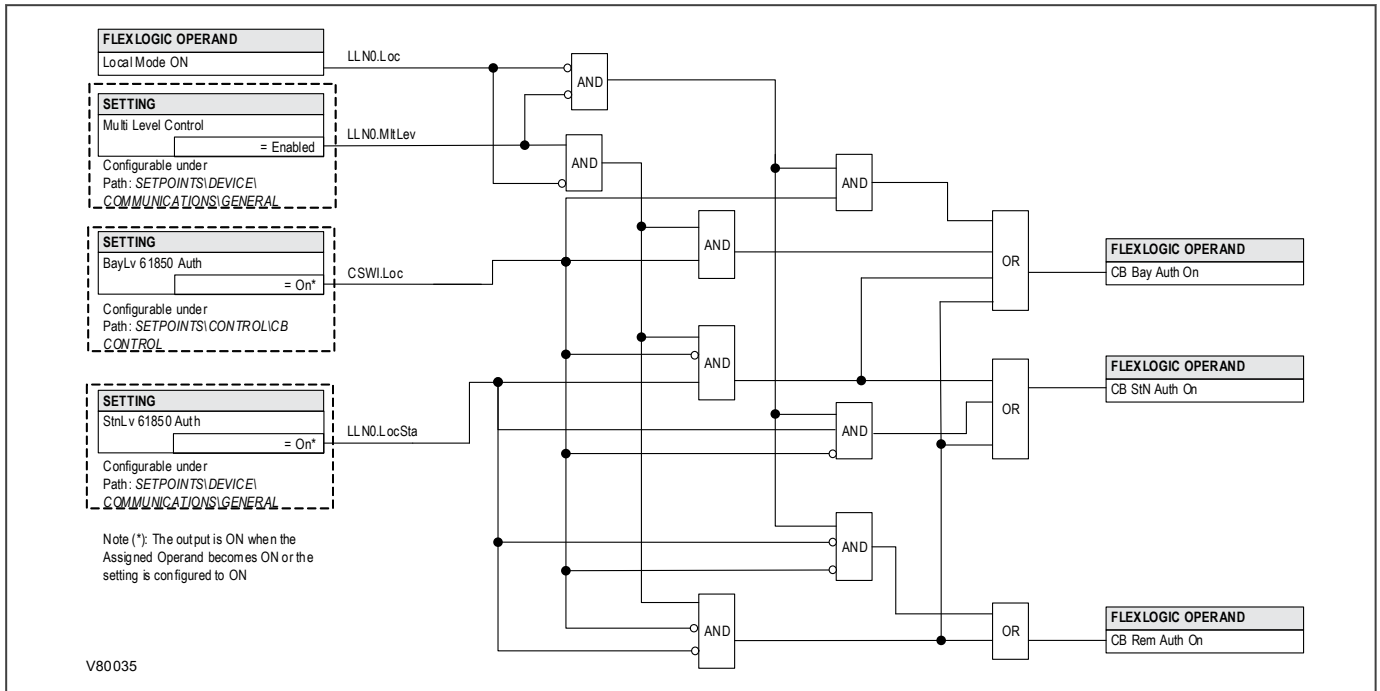 FLEXLOGIC OPERAND
Local Mode ON
LLN0.Loc
SETTING
Multi Level Control
= Enabled
LLN0.MltLev
Configurable under
Path: SETPOINTS\DEVICE\
COMMUNICATIONS\GENERAL
SETTING
BayLv 61850 Auth
= On*
CSWI.Loc
Configurable under
Path: SETPOINTS\CONTROL\CB
CONTROL
SETTING
StnLv 61850 Auth
= On*
LLN0.LocSta
Configurable under
Path: SETPOINTS\DEVICE\
COMMUNICATIONS\GENERAL
Note (*): The output is ON when the
Assigned Operand becomes ON or the
setting is configured to ON
AND
AND
AND
AND
AND
AND
AND
AND
OR
OR
OR
FLEXLOGIC OPERAND
CB Bay Auth On
FLEXLOGIC OPERAND
CB StN Auth On
FLEXLOGIC OPERAND
CB Rem Auth On
V80035